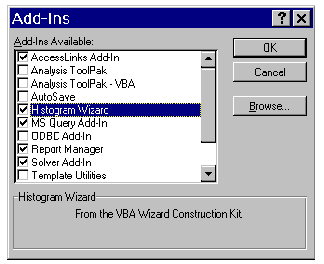 Add-Ins
Add-Ins Available:
OK
AccessLinks Add-In
Analysis ToolPak
Cancel
Analysis ToolPak - VBA
AutoSave
Histogram Wizard
Browse...
MS Query Add-In
ODBC Add-In
Report Manager
Solver Add-In
Template Utilities
Histogram Wizard
From the VBA Wizard Construction Kit.